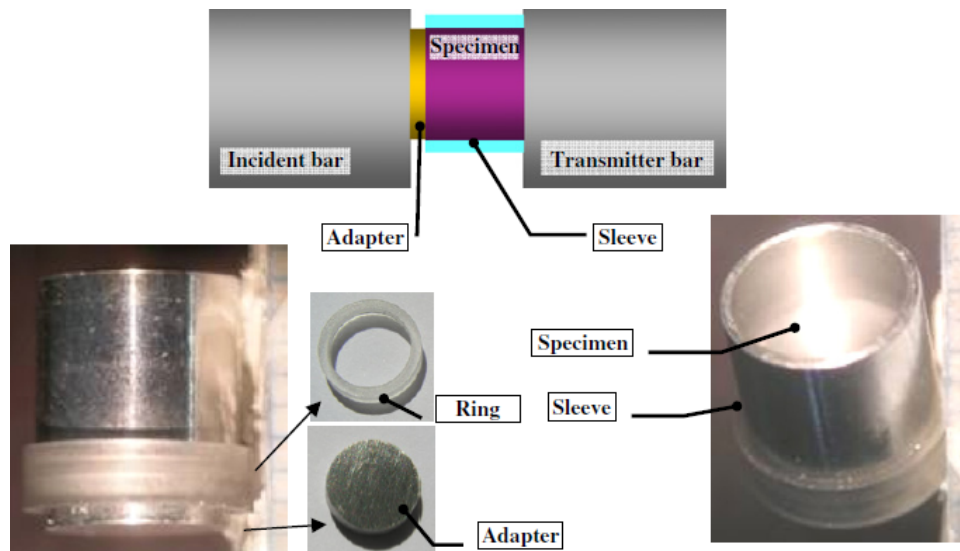 Specimen
Incident bar
Transmitter bar
Adapter
Sleeve
Specimen
Sleeve
Ring
Adapter